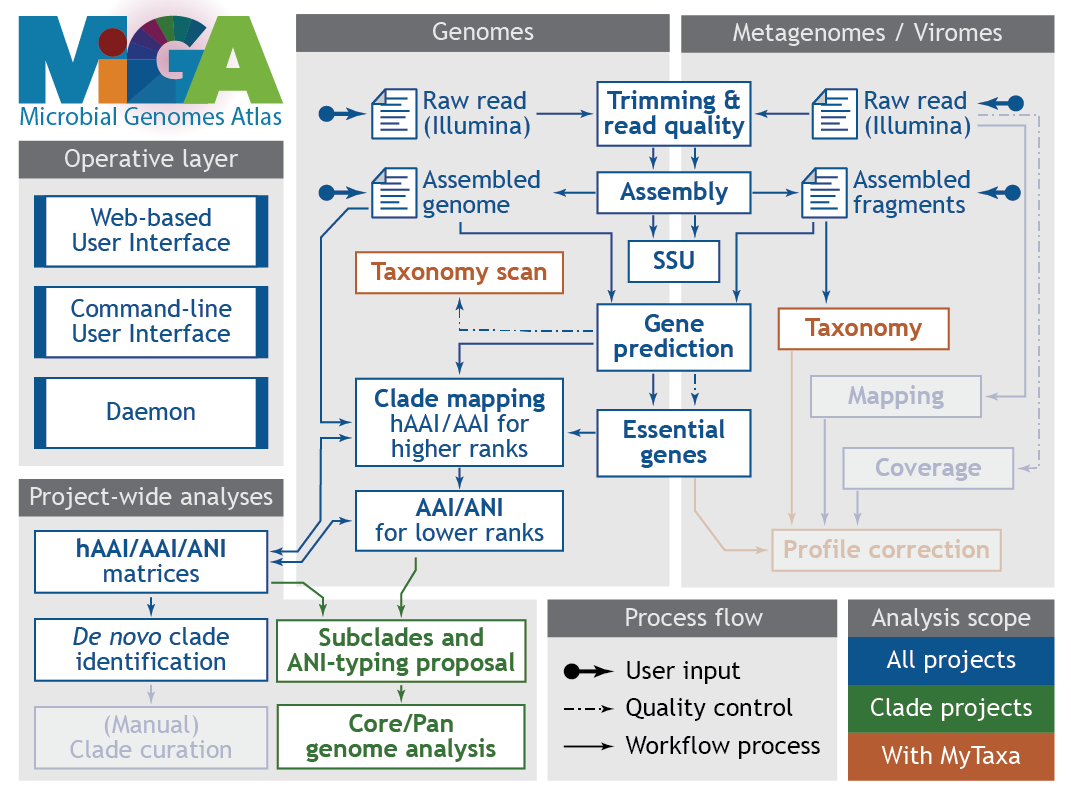 MiGA
Microbial Genomes Atlas
Operative layer
Web-based
User Interface
Command-line
User Interface
Daemon
Project-wide analyses
hAAI/AAI/ANI
matrices
De novo clade
identification
(Manual)
Clade curation
Genomes
Metagenomes / Viromes
Raw read
(Illumina)
Trimming &
read quality
Raw read
(Illumina)
Assembled
genome
Assembly
Assembled
fragments
SSU
Taxonomy scan
Gene
prediction
Taxonomy
Clade mapping
hAAI/AAI for
higher ranks
Essential
genes
Mapping
Coverage
AAI/ANI
for lower ranks
Profile correction
Subclades and
ANI-typing proposal
Core/Pan
genome analysis
Process flow
User input
Quality control
Workflow process
Analysis scope
All projects
Clade projects
With MyTaxa